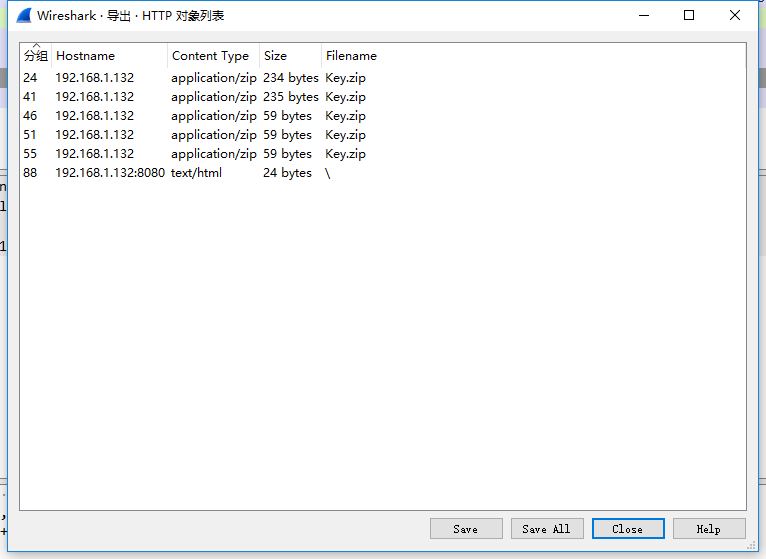 Wireshark · 导出 · HTTP 对象列表
分组 Hostname Content Type Size Filename
24 192.168.1.132 application/zip 234 bytes Key.zip
41 192.168.1.132 application/zip 235 bytes Key.zip
46 192.168.1.132 application/zip 59 bytes Key.zip
51 192.168.1.132 application/zip 59 bytes Key.zip
55 192.168.1.132 application/zip 59 bytes Key.zip
88 192.168.1.132:8080 text/html 24 bytes \
Save Save All Close Help